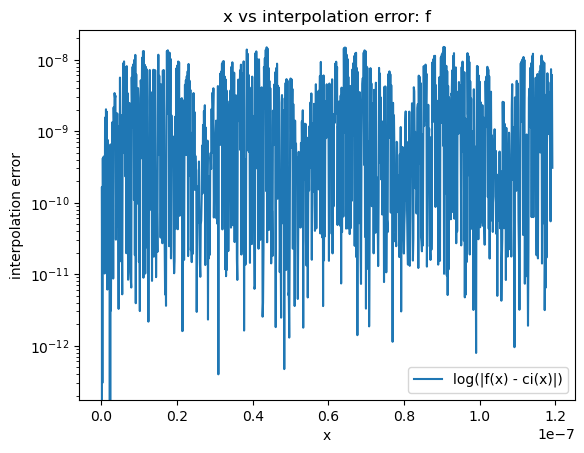 x vs interpolation error: f
10⁻⁸
10⁻⁹
10⁻¹⁰
10⁻¹¹
10⁻¹²
interpolation error
log(|f(x) - ci(x)|)
0.0 0.2 0.4 0.6 0.8 1.0 1.2
1e−7
x